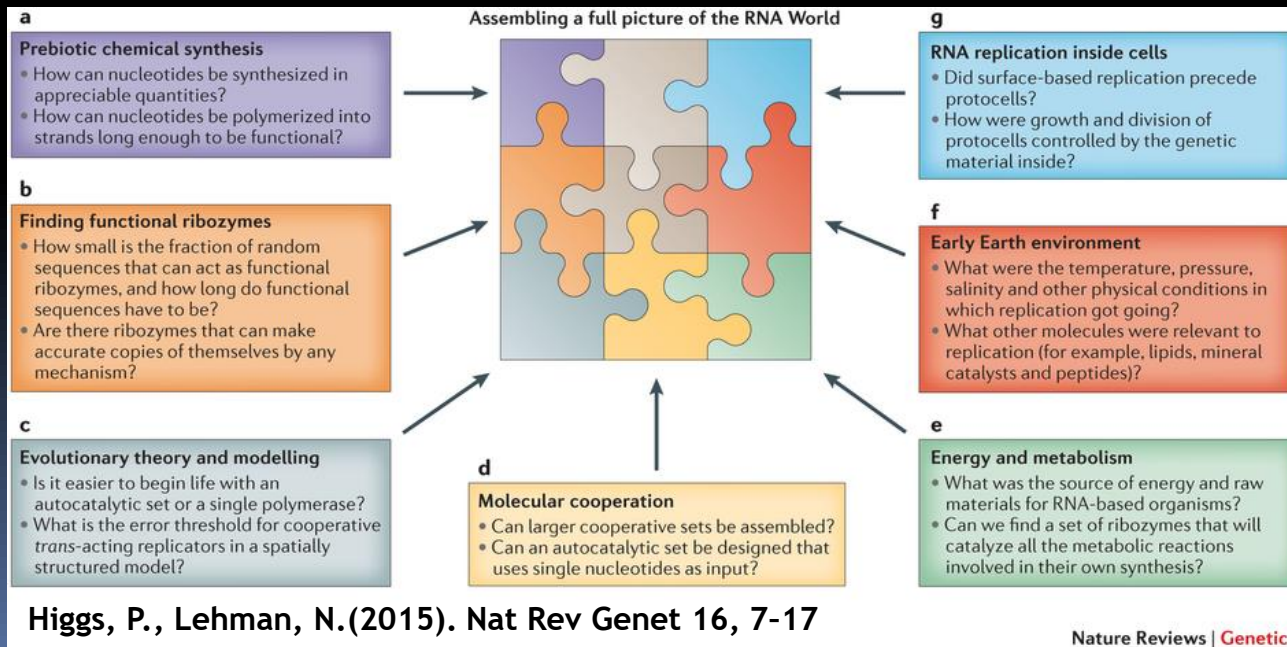 Assembling a full picture of the RNA World
a
Prebiotic chemical synthesis
• How can nucleotides be synthesized in
appreciable quantities?
• How can nucleotides be polymerized into
strands long enough to be functional?
b
Finding functional ribozymes
• How small is the fraction of random
sequences that can act as functional
ribozymes, and how long do functional
sequences have to be?
• Are there ribozymes that can make
accurate copies of themselves by any
mechanism?
c
Evolutionary theory and modelling
• Is it easier to begin life with an
autocatalytic set or a single polymerase?
• What is the error threshold for cooperative
trans-acting replicators in a spatially
structured model?
d
Molecular cooperation
• Can larger cooperative sets be assembled?
• Can an autocatalytic set be designed that
uses single nucleotides as input?
g
RNA replication inside cells
• Did surface-based replication precede
protocells?
• How were growth and division of
protocells controlled by the genetic
material inside?
f
Early Earth environment
• What were the temperature, pressure,
salinity and other physical conditions in
which replication got going?
• What other molecules were relevant to
replication (for example, lipids, mineral
catalysts and peptides)?
e
Energy and metabolism
• What was the source of energy and raw
materials for RNA-based organisms?
• Can we find a set of ribozymes that will
catalyze all the metabolic reactions
involved in their own synthesis?
Higgs, P., Lehman, N.(2015). Nat Rev Genet 16, 7–17
Nature Reviews | Genetic